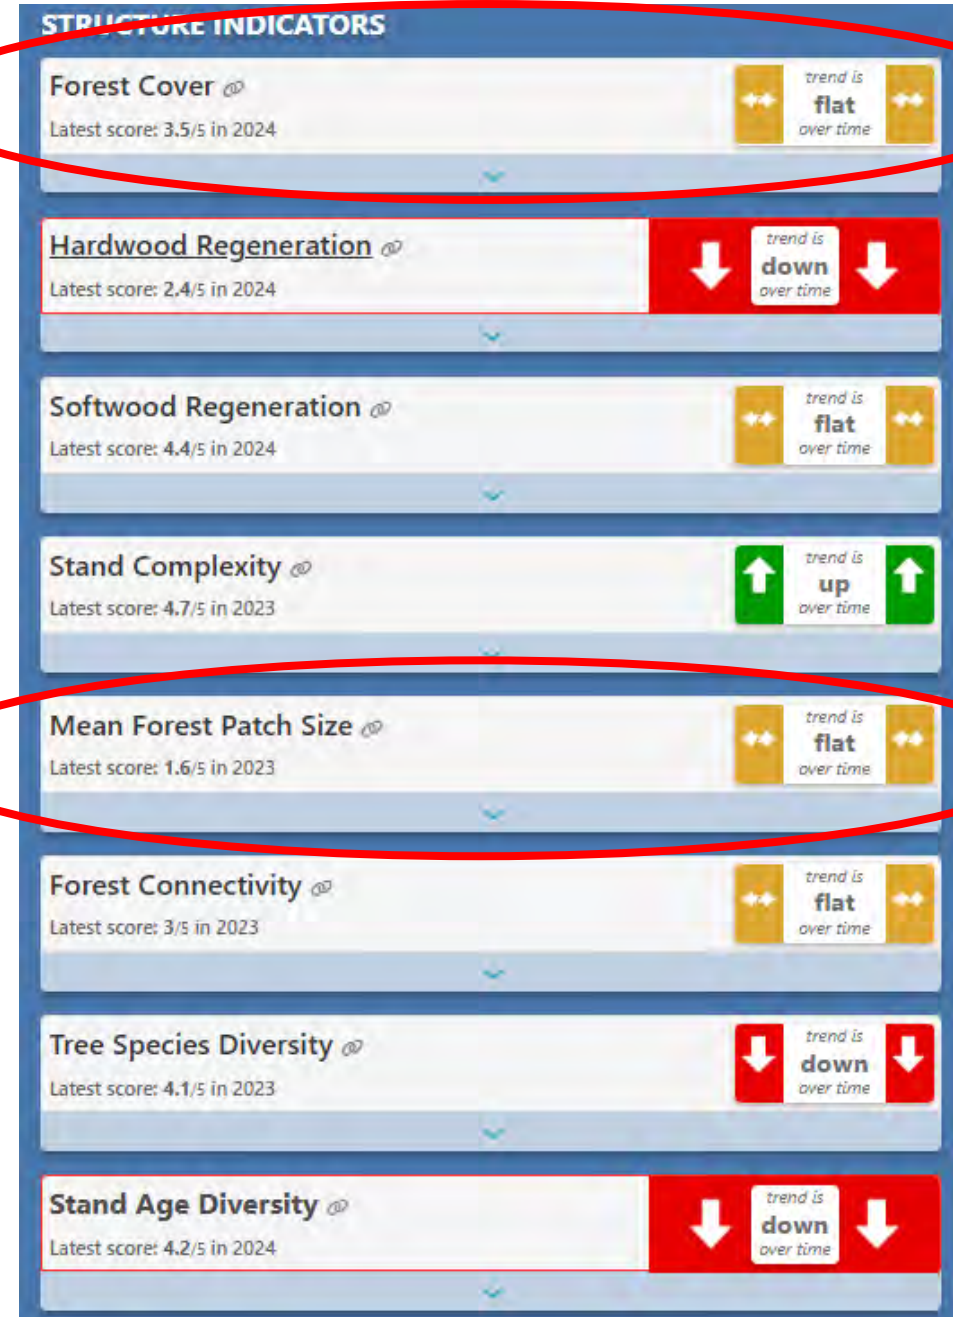 STRUCTURE INDICATORS
Forest Cover
Latest score: 3.5/5 in 2024
trend is
flat
over time
Hardwood Regeneration
Latest score: 2.4/5 in 2024
trend is
down
over time
Softwood Regeneration
Latest score: 4.4/5 in 2024
trend is
flat
over time
Stand Complexity
Latest score: 4.7/5 in 2023
trend is
up
over time
Mean Forest Patch Size
Latest score: 1.6/5 in 2023
trend is
flat
over time
Forest Connectivity
Latest score: 3/5 in 2023
trend is
flat
over time
Tree Species Diversity
Latest score: 4.1/5 in 2023
trend is
down
over time
Stand Age Diversity
Latest score: 4.2/5 in 2024
trend is
down
over time